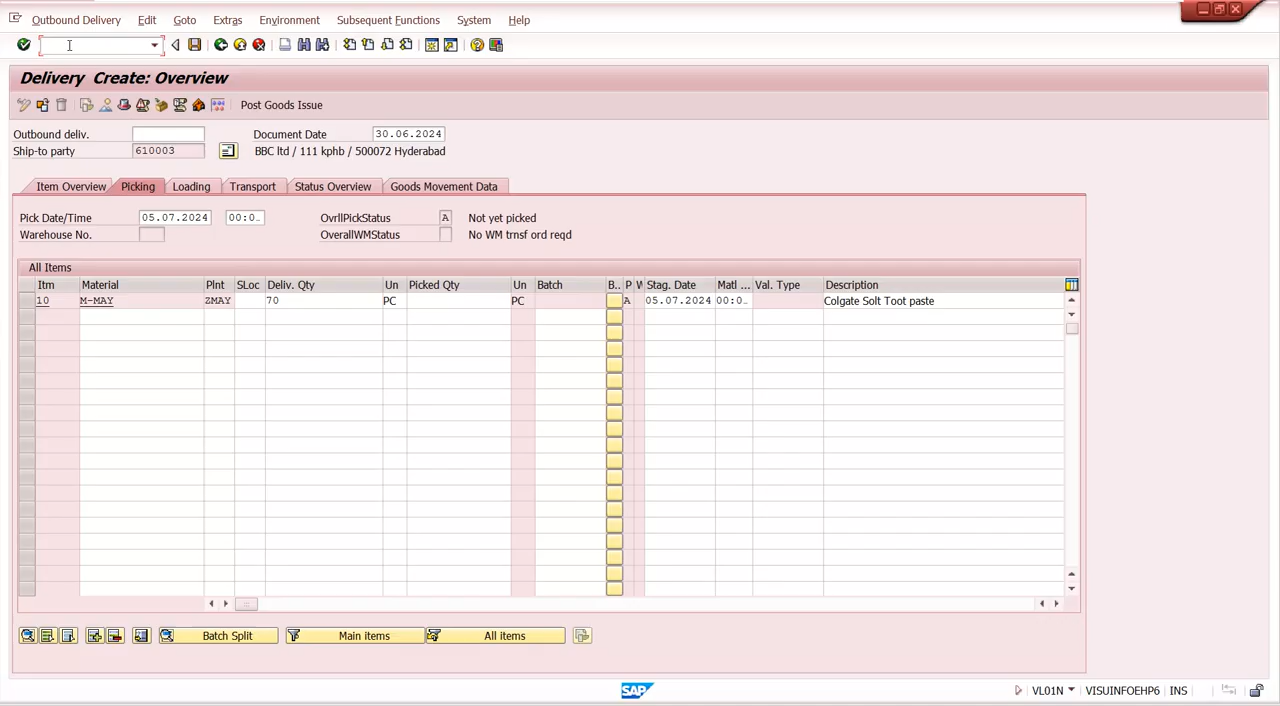 Outbound Delivery Edit Goto Extras Environment Subsequent Functions System Help
Delivery Create: Overview
Post Goods Issue
Outbound deliv. Document Date 30.06.2024
Ship-to party 610003 BBC ltd / 111 kphb / 500072 Hyderabad
Item Overview Picking Loading Transport Status Overview Goods Movement Data
Pick Date/Time 05.07.2024 00:0… OvrllPickStatus A Not yet picked
Warehouse No. OverallWMStatus No WM trnsf ord reqd
All Items
Itm Material Plnt SLoc Deliv. Qty Un Picked Qty Un Batch B.. P W Stag. Date Matl ... Val. Type Description
10 M-MAY ZMAY 70 PC PC A 05.07.2024 00:0… Colgate Solt Toot paste
Batch Split Main items All items
SAP VL01N VISUINFOEHP6 INS